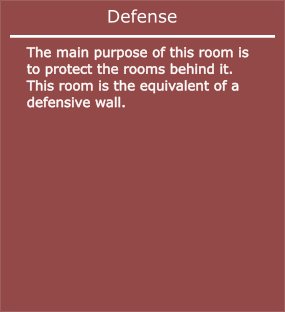 Defense
The main purpose of this room is
to protect the rooms behind it.
This room is the equivalent of a
defensive wall.